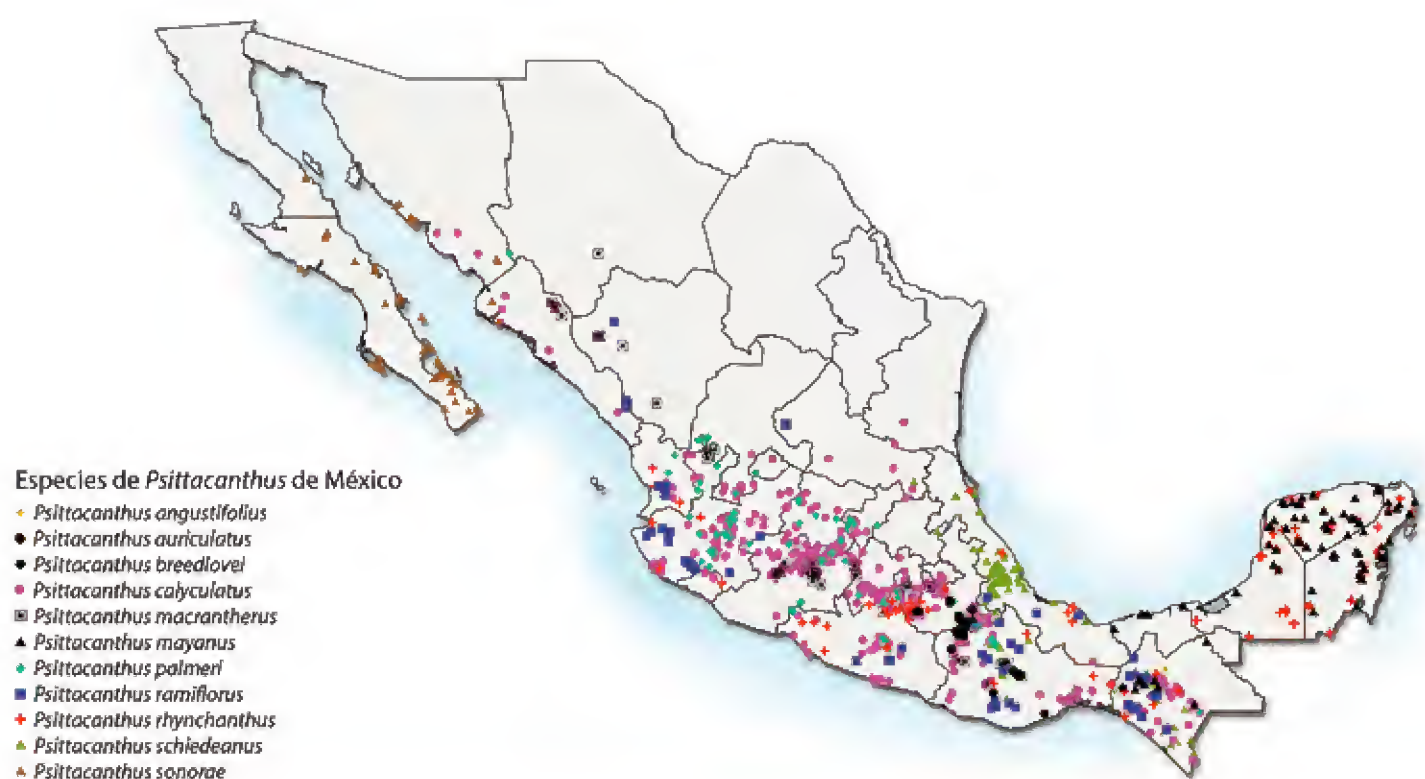 Especies de Psittacanthus de México
Psittacanthus angustifolius
Psittacanthus auriculatus
Psittacanthus breedlovei
Psittacanthus calyculatus
Psittacanthus macrantherus
Psittacanthus mayanus
Psittacanthus palmeri
Psittacanthus ramiflorus
Psittacanthus rhynchanthus
Psittacanthus schiedeanus
Psittacanthus sonorae